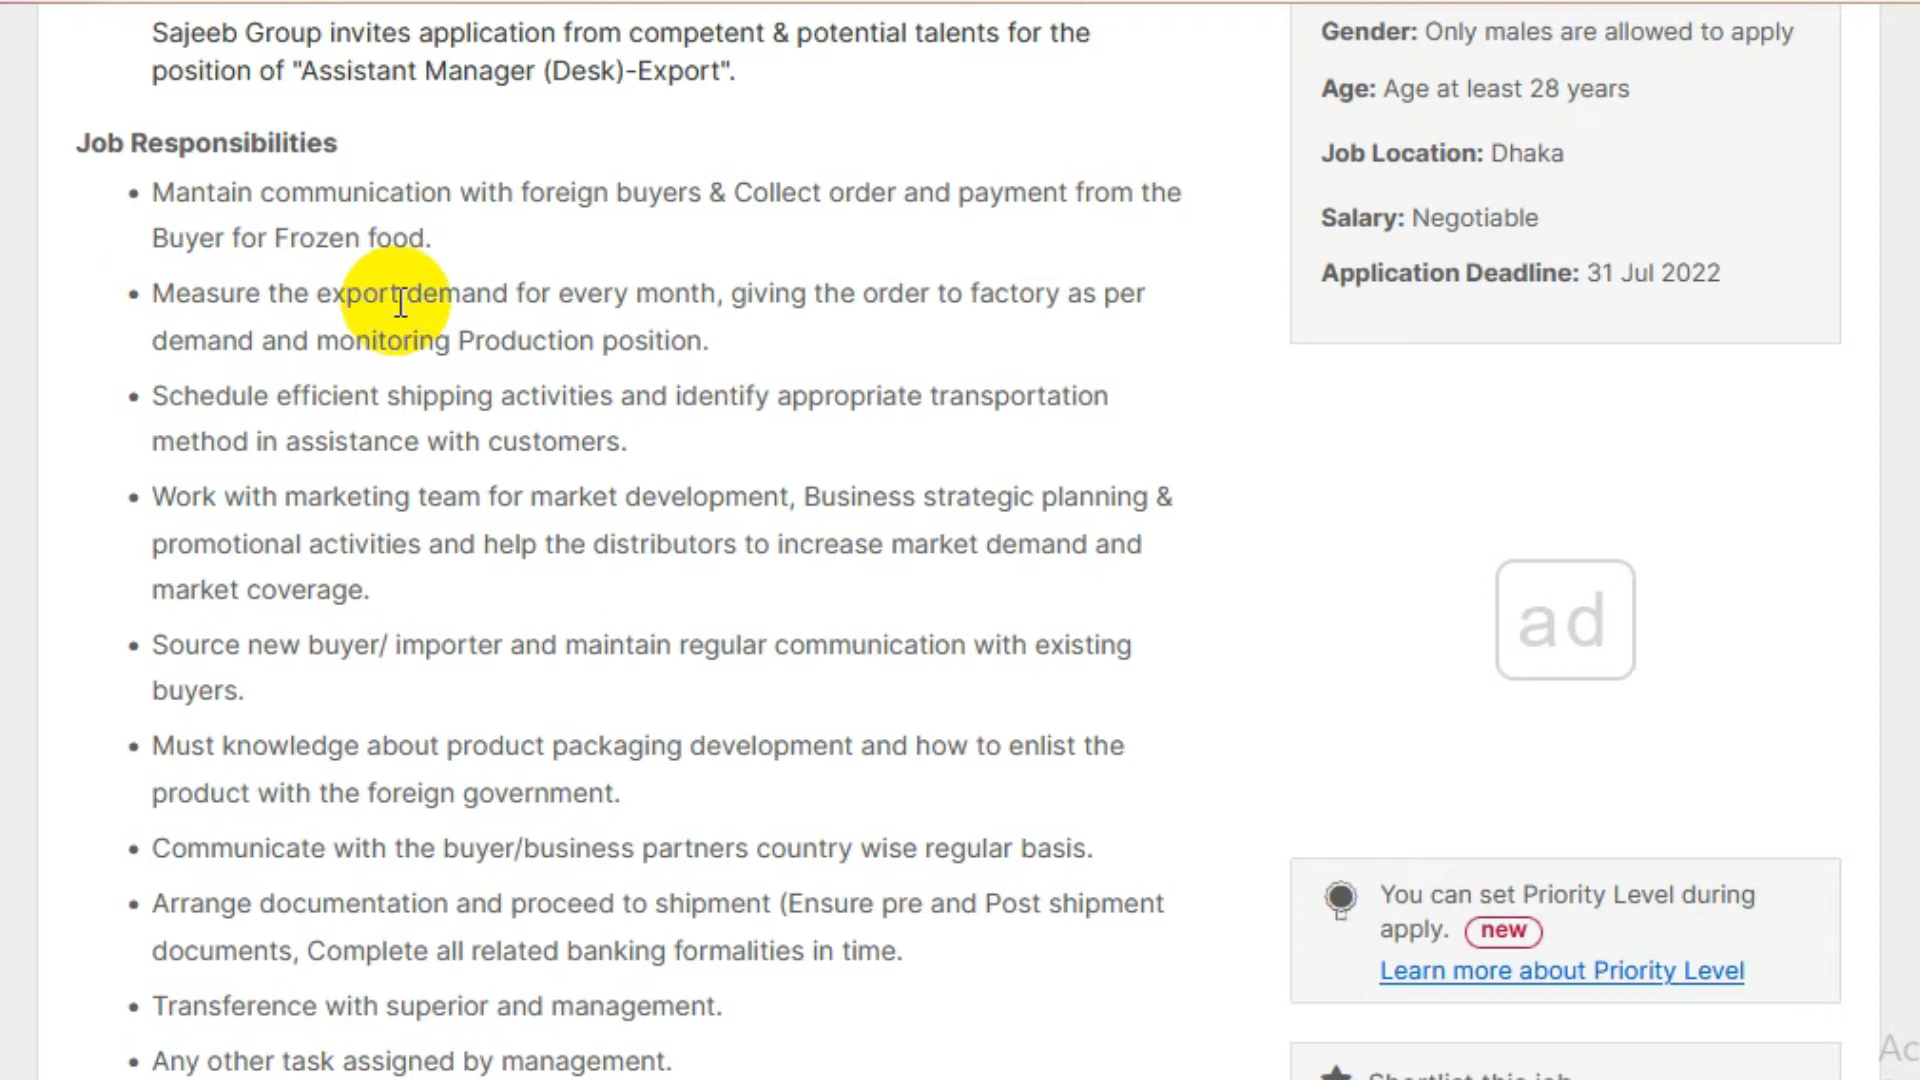 Sajeeb Group invites application from competent & potential talents for the
position of "Assistant Manager (Desk)-Export".
Job Responsibilities
• Mantain communication with foreign buyers & Collect order and payment from the
Buyer for Frozen food.
• Measure the export demand for every month, giving the order to factory as per
demand and monitoring Production position.
• Schedule efficient shipping activities and identify appropriate transportation
method in assistance with customers.
• Work with marketing team for market development, Business strategic planning &
promotional activities and help the distributors to increase market demand and
market coverage.
• Source new buyer/ importer and maintain regular communication with existing
buyers.
• Must knowledge about product packaging development and how to enlist the
product with the foreign government.
• Communicate with the buyer/business partners country wise regular basis.
• Arrange documentation and proceed to shipment (Ensure pre and Post shipment
documents, Complete all related banking formalities in time.
• Transference with superior and management.
• Any other task assigned by management.
Gender: Only males are allowed to apply
Age: Age at least 28 years
Job Location: Dhaka
Salary: Negotiable
Application Deadline: 31 Jul 2022
ad
You can set Priority Level during
apply. new
Learn more about Priority Level
Shortlist this job